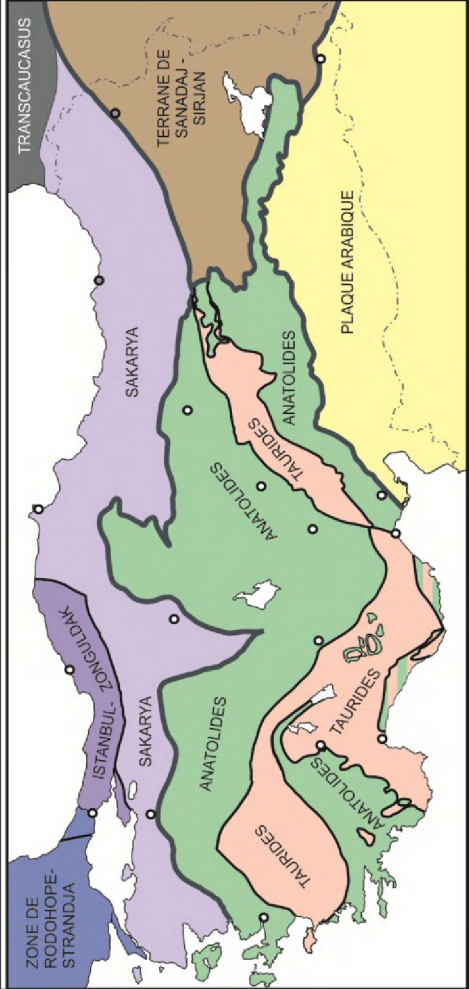 ZONE DE
RODOHOPE-
STRANDJA
ISTANBUL- ZONGULDAK
SAKARYA
SAKARYA
TRANSCAUCASUS
ANATOLIDES
ANATOLIDES
TERRANE DE
SANADAJ -
SIRJAN
TAURIDES
ANATOLIDES
TAURIDES
ANATOLIDES
TAURIDES
PLAQUE ARABIQUE